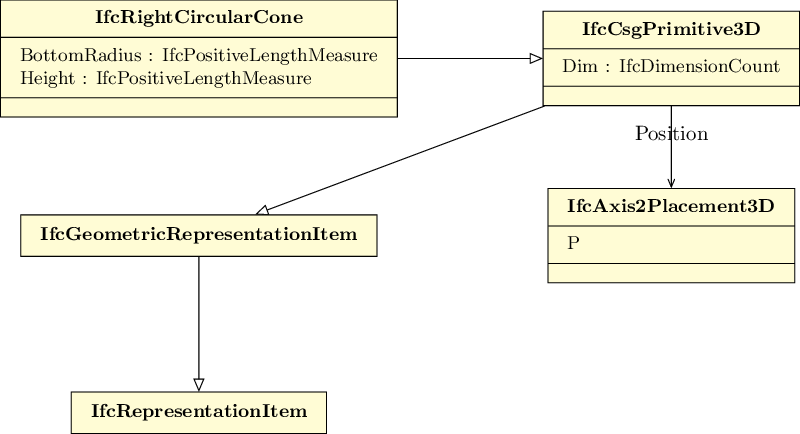 IfcRightCircularCone
BottomRadius : IfcPositiveLengthMeasure
Height : IfcPositiveLengthMeasure
IfcCsgPrimitive3D
Dim : IfcDimensionCount
Position
IfcAxis2Placement3D
P
IfcGeometricRepresentationItem
IfcRepresentationItem